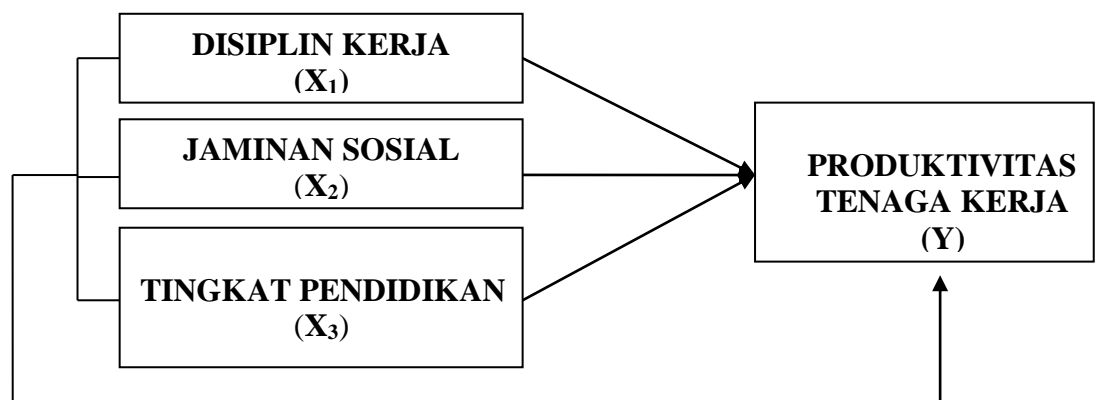 DISIPLIN KERJA
(X₁)
JAMINAN SOSIAL
(X₂)
TINGKAT PENDIDIKAN
(X₃)
PRODUKTIVITAS
TENAGA KERJA
(Y)